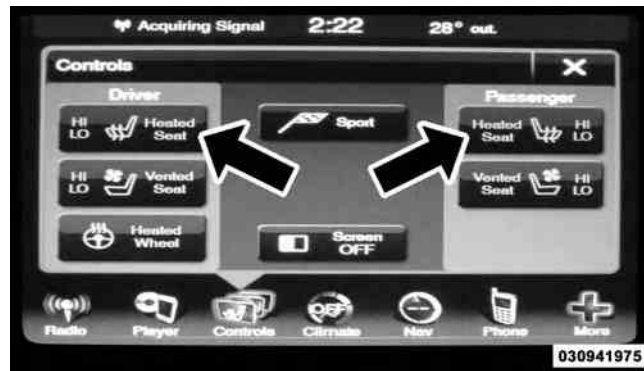 Acquiring Signal 2:22 28° out.
Controls X
Driver
Passenger
HI
LO
Heated
Seat
Sport
Heated
Seat
HI
LO
HI
LO
Vented
Seat
Vented
Seat
HI
LO
Heated
Wheel
Screen
OFF
OFF
Radio Player Controls Climate Nav Phone More
030941975